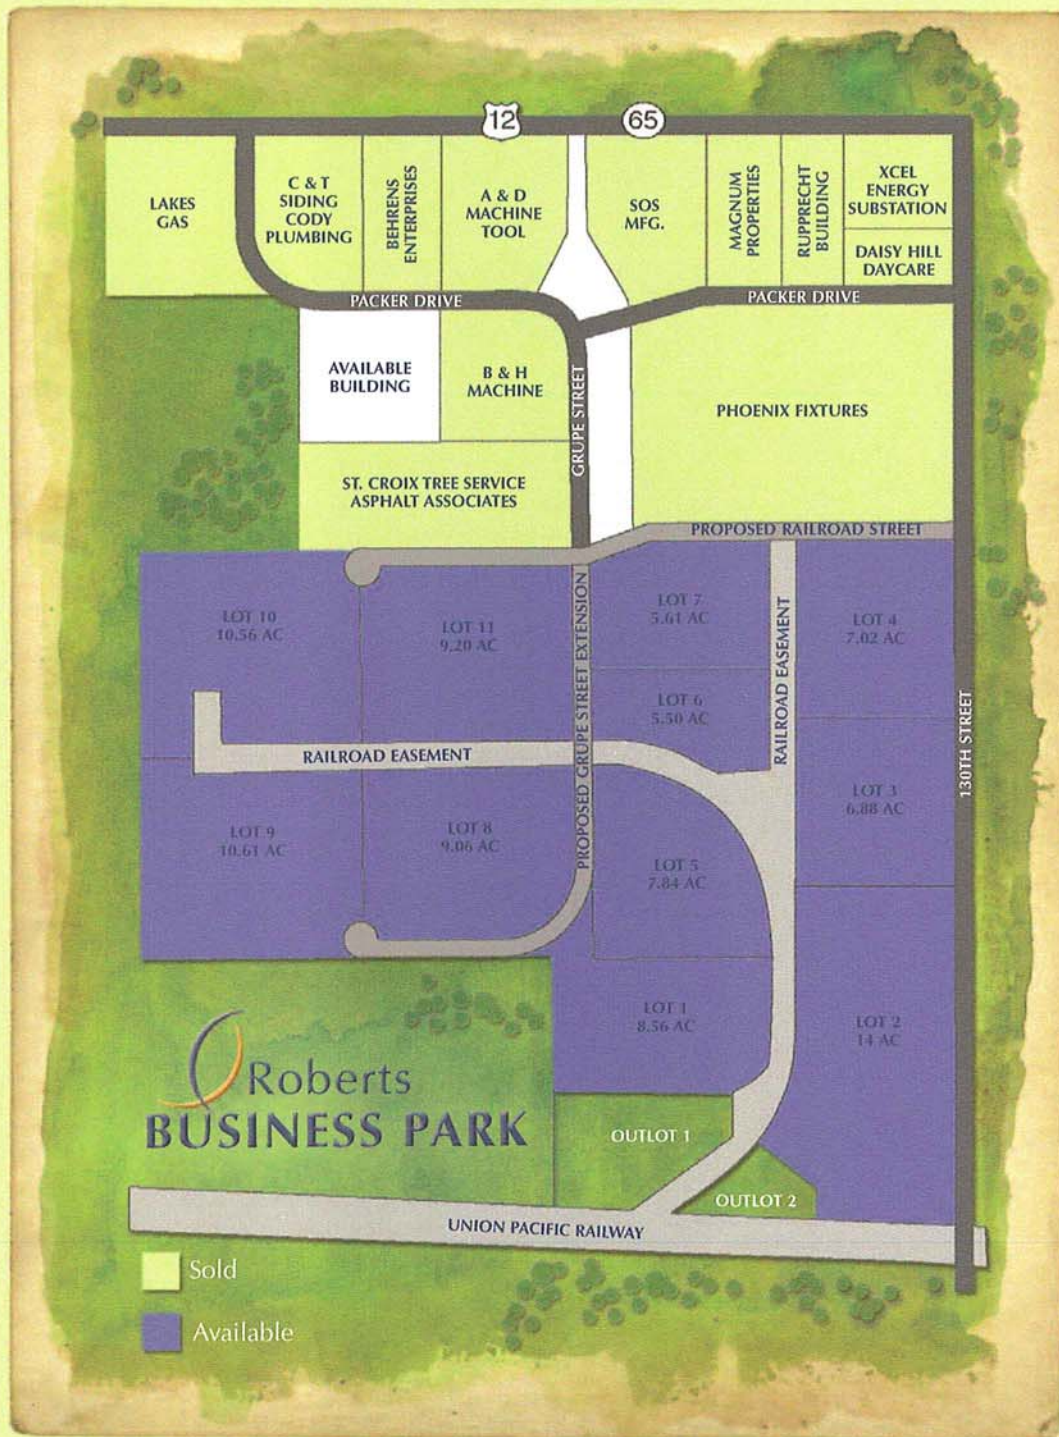 12
65
LAKES
GAS
C & T
SIDING
CODY
PLUMBING
BEHRENS
ENTERPRISES
A & D
MACHINE
TOOL
SOS
MFG.
MAGNUM
PROPERTIES
RUPPRECHT
BUILDING
XCEL
ENERGY
SUBSTATION
DAISY HILL
DAYCARE
PACKER DRIVE
PACKER DRIVE
AVAILABLE
BUILDING
B & H
MACHINE
GRUPE STREET
PHOENIX FIXTURES
ST. CROIX TREE SERVICE
ASPHALT ASSOCIATES
PROPOSED RAILROAD STREET
LOT 10
10.56 AC
LOT 11
9.20 AC
PROPOSED GRUPE STREET EXTENSION
LOT 7
5.61 AC
RAILROAD EASEMENT
LOT 4
7.02 AC
LOT 6
5.50 AC
130TH STREET
RAILROAD EASEMENT
LOT 3
6.88 AC
LOT 9
10.61 AC
LOT 8
9.06 AC
LOT 5
7.84 AC
LOT 1
8.56 AC
LOT 2
14 AC
Roberts
BUSINESS PARK
OUTLOT 1
OUTLOT 2
UNION PACIFIC RAILWAY
Sold
Available